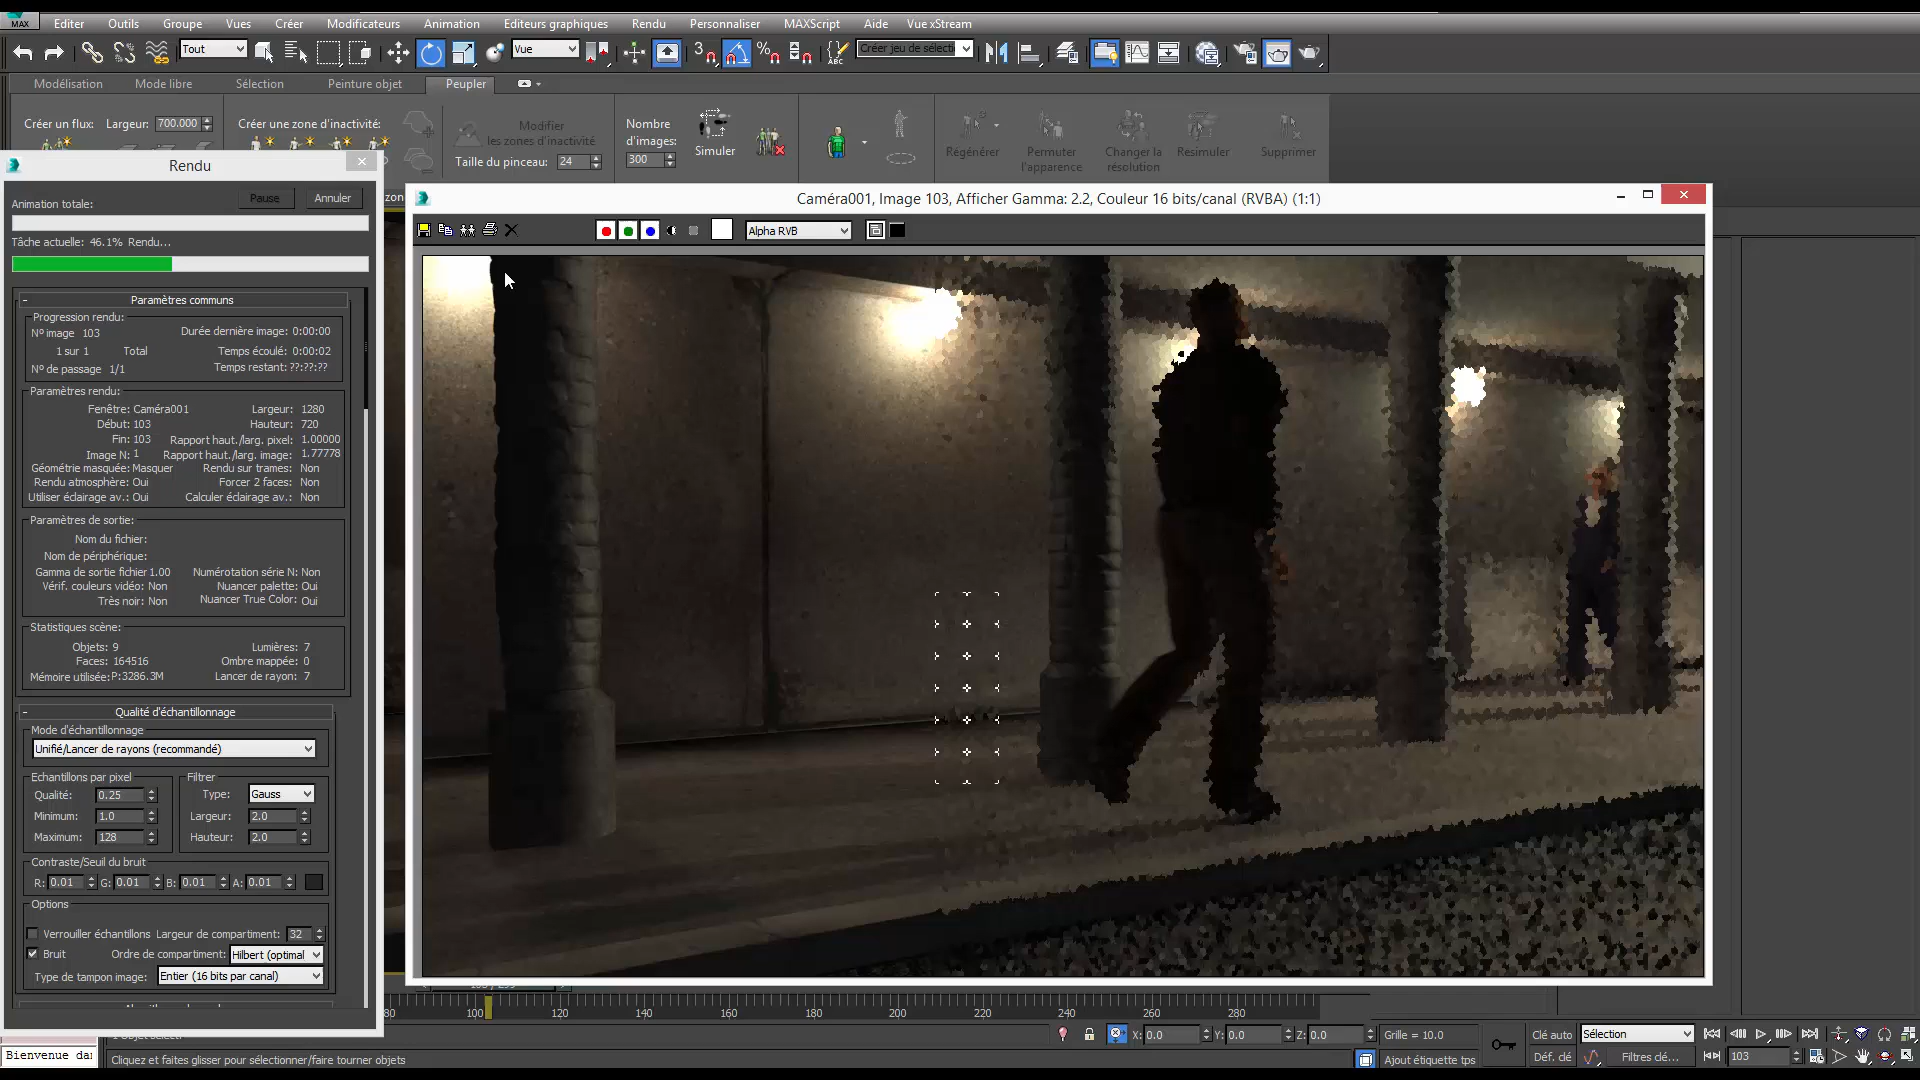 MAX
Editer Outils Groupe Vues Créer Modificateurs Animation Editeurs graphiques Rendu Personnaliser MAXScript Aide Vue xStream
Tout Vue 3 % ABC Créer jeu de sélecti
Modélisation Mode libre Sélection Peinture objet Peupler
Créer un flux: Largeur: 700.000 Créer une zone d'inactivité:
Modifier
les zones d'inactivité
Taille du pinceau: 24
Nombre
d'images:
300
Simuler
Régénérer
Permuter
l'apparence
Changer la
résolution
Resimuler
Supprimer
zon
Rendu
Animation totale: Pause Annuler
Tâche actuelle: 46.1% Rendu...
Paramètres communs
Progression rendu:
Nº image 103 Durée dernière image: 0:00:00
1 sur 1 Total Temps écoulé: 0:00:02
Nº de passage 1/1 Temps restant: ??:??:??
Paramètres rendu:
Fenêtre: Caméra001 Largeur: 1280
Début: 103 Hauteur: 720
Fin: 103 Rapport haut./larg. pixel: 1.00000
Image N: 1 Rapport haut./larg. image: 1.77778
Géométrie masquée: Masquer Rendu sur trames: Non
Rendu atmosphère: Oui Forcer 2 faces: Non
Utiliser éclairage av.: Oui Calculer éclairage av.: Non
Paramètres de sortie:
Nom du fichier:
Nom de périphérique:
Gamma de sortie fichier 1.00 Numérotation série N: Non
Vérif. couleurs vidéo: Non Nuancer palette: Oui
Très noir: Non Nuancer True Color: Oui
Statistiques scène:
Objets: 9 Lumières: 7
Faces: 164516 Ombre mappée: 0
Mémoire utilisée: P:3286.3M Lancer de rayon: 7
Qualité d'échantillonnage
Mode d'échantillonnage
Unifié/Lancer de rayons (recommandé)
Echantillons par pixel Filtrer
Qualité: 0.25 Type: Gauss
Minimum: 1.0 Largeur: 2.0
Maximum: 128 Hauteur: 2.0
Contraste/Seuil du bruit
R: 0.01 G: 0.01 B: 0.01 A: 0.01
Options
Verrouiller échantillons Largeur de compartiment: 32
Bruit Ordre de compartiment: Hilbert (optimal
Type de tampon image: Entier (16 bits par canal)
Caméra001, Image 103, Afficher Gamma: 2.2, Couleur 16 bits/canal (RVBA) (1:1)
Alpha RVB
80 100 120 140 160 180 200 220 240 260 280
X: 0.0 Y: 0.0 Z: 0.0 Grille = 10.0 Clé auto Sélection
Bienvenue da Cliquez et faites glisser pour sélectionner/faire tourner objets Ajout étiquette tps Déf. clé Filtres clé... 103